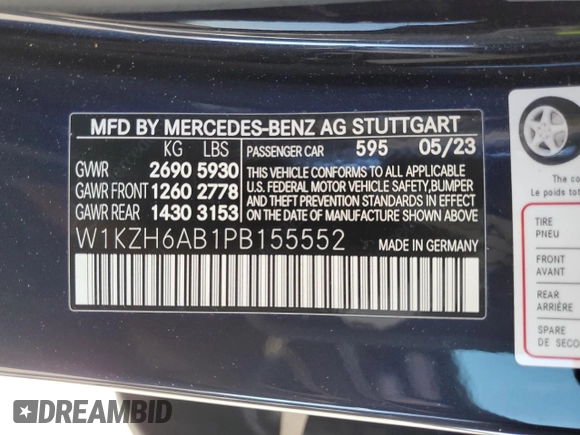 MFD BY MERCEDES-BENZ AG STUTTGART
KG LBS
GVWR 2690 5930
GAWR FRONT 1260 2778
GAWR REAR 1430 3153
PASSENGER CAR 595 05/23
THIS VEHICLE CONFORMS TO ALL APPLICABLE
U.S. FEDERAL MOTOR VEHICLE SAFETY,BUMPER
AND THEFT PREVENTION STANDARDS IN EFFECT
ON THE DATE OF MANUFACTURE SHOWN ABOVE.
W1KZH6AB1PB155552 MADE IN GERMANY
Le poids tota
TIRE
PNEU
FRONT
AVANT
REAR
ARRIÈRE
SPARE
DE SECO
DREAMBID